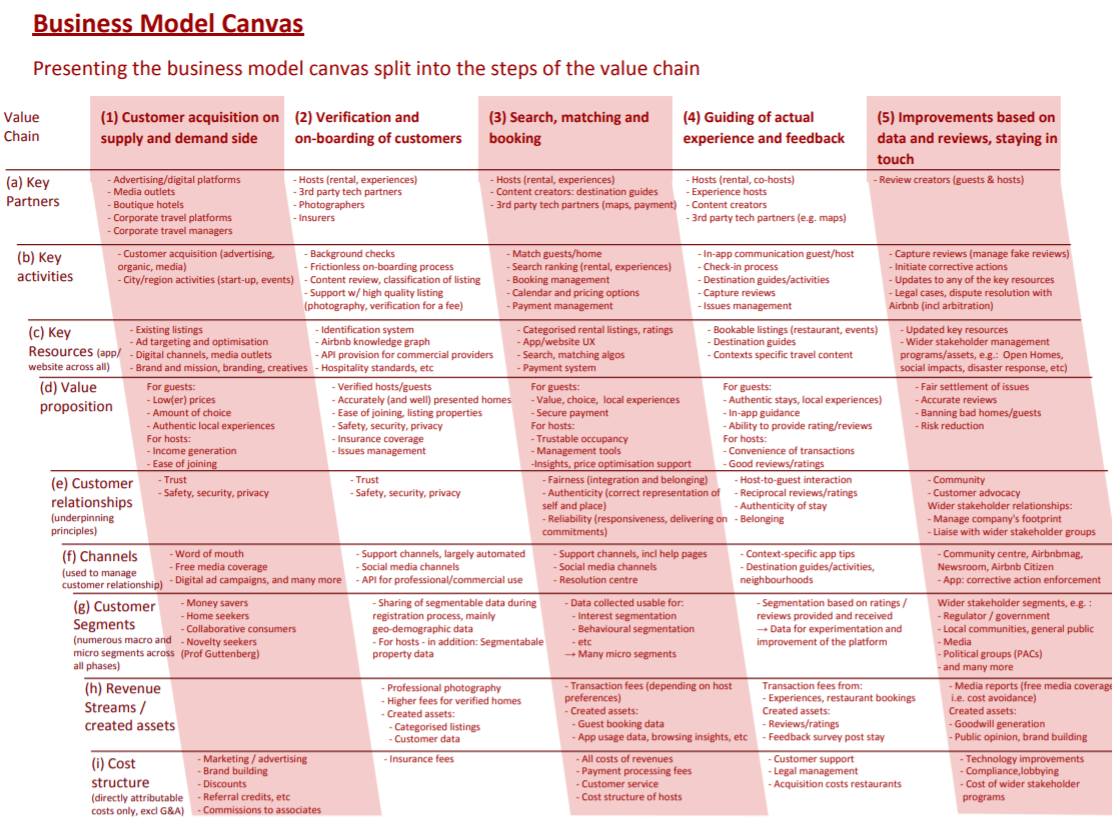 Business Model Canvas
Presenting the business model canvas split into the steps of the value chain
Value
Chain
(1) Customer acquisition on
supply and demand side
(2) Verification and
on-boarding of customers
(3) Search, matching and
booking
(4) Guiding of actual
experience and feedback
(5) Improvements based on
data and reviews, staying in
touch
(a) Key
Partners
- Advertising/digital platforms
- Media outlets
- Boutique hotels
- Corporate travel platforms
- Corporate travel managers
- Hosts (rental, experiences)
- 3rd party tech partners
- Photographers
- Insurers
- Hosts (rental, experiences)
- Content creators: destination guides
- 3rd party tech partners (maps, payment)
- Hosts (rental, co-hosts)
- Experience hosts
- Content creators
- 3rd party tech partners (e.g. maps)
- Review creators (guests & hosts)
(b) Key
activities
- Customer acquisition (advertising,
organic, media)
- City/region activities (start-up, events)
- Background checks
- Frictionless on-boarding process
- Content review, classification of listing
- Support w/ high quality listing
(photography, verification for a fee)
- Match guests/home
- Search ranking (rental, experiences)
- Booking management
- Calendar and pricing options
- Payment management
- In-app communication guest/host
- Check-in process
- Destination guides/activities
- Capture reviews
- Issues management
- Capture reviews (manage fake reviews)
- Initiate corrective actions
- Updates to any of the key resources
- Legal cases, dispute resolution with
Airbnb (incl arbitration)
(c) Key
Resources (app/
website across all)
- Existing listings
- Ad targeting and optimisation
- Digital channels, media outlets
- Brand and mission, branding, creatives
- Identification system
- Airbnb knowledge graph
- API provision for commercial providers
- Hospitality standards, etc
- Categorised rental listings, ratings
- App/website UX
- Search, matching algos
- Payment system
- Bookable listings (restaurant, events)
- Destination guides
- Contexts specific travel content
- Updated key resources
- Wider stakeholder management
programs/assets, e.g.: Open Homes,
social impacts, disaster response, etc)
(d) Value
proposition
For guests:
- Low(er) prices
- Amount of choice
- Authentic local experiences
For hosts:
- Income generation
- Ease of joining
- Verified hosts/guests
- Accurately (and well) presented homes
- Ease of joining, listing properties
- Safety, security, privacy
- Insurance coverage
- Issues management
For guests:
- Value, choice, local experiences
- Secure payment
For hosts:
- Trustable occupancy
- Management tools
-Insights, price optimisation support
For guests:
- Authentic stays, local experiences)
- In-app guidance
- Ability to provide rating/reviews
For hosts:
- Convenience of transactions
- Good reviews/ratings
- Fair settlement of issues
- Accurate reviews
- Banning bad homes/guests
- Risk reduction
(e) Customer
relationships
(underpinning
principles)
- Trust
- Safety, security, privacy
- Trust
- Safety, security, privacy
- Fairness (integration and belonging)
- Authenticity (correct representation of
self and place)
- Reliability (responsiveness, delivering on
commitments)
- Host-to-guest interaction
- Reciprocal reviews/ratings
- Authenticity of stay
- Belonging
- Community
- Customer advocacy
Wider stakeholder relationships:
- Manage company's footprint
- Liaise with wider stakeholder groups
(f) Channels
(used to manage
customer relationship)
- Word of mouth
- Free media coverage
- Digital ad campaigns, and many more
- Support channels, largely automated
- Social media channels
- API for professional/commercial use
- Support channels, incl help pages
- Social media channels
- Resolution centre
- Context-specific app tips
- Destination guides/activities,
neighbourhoods
- Community centre, Airbnbmag,
Newsroom, Airbnb Citizen
- App: corrective action enforcement
(g) Customer
Segments
(numerous macro and
micro segments across
all phases)
- Money savers
- Home seekers
- Collaborative consumers
- Novelty seekers
(Prof Guttenberg)
- Sharing of segmentable data during
registration process, mainly
geo-demographic data
- For hosts - in addition: Segmentabale
property data
- Data collected usable for:
- Interest segmentation
- Behavioural segmentation
- etc
→ Many micro segments
- Segmentation based on ratings /
reviews provided and received
→ Data for experimentation and
improvement of the platform
Wider stakeholder segments, e.g. :
- Regulator / government
- Local communities, general public
- Media
- Political groups (PACs)
- and many more
(h) Revenue
Streams /
created assets
- Professional photography
- Higher fees for verified homes
- Created assets:
- Categorised listings
- Customer data
- Transaction fees (depending on host
preferences)
- Created assets:
- Guest booking data
- App usage data, browsing insights, etc
Transaction fees from:
- Experiences, restaurant bookings
Created assets:
- Reviews/ratings
- Feedback survey post stay
- Media reports (free media coverage
i.e. cost avoidance)
Created assets:
- Goodwill generation
- Public opinion, brand building
(i) Cost
structure
(directly attributable
costs only, excl G&A)
- Marketing / advertising
- Brand building
- Discounts
- Referral credits, etc
- Commissions to associates
- Insurance fees
- All costs of revenues
- Payment processing fees
- Customer service
- Cost structure of hosts
- Customer support
- Legal management
- Acquisition costs restaurants
- Technology improvements
- Compliance,lobbying
- Cost of wider stakeholder
programs